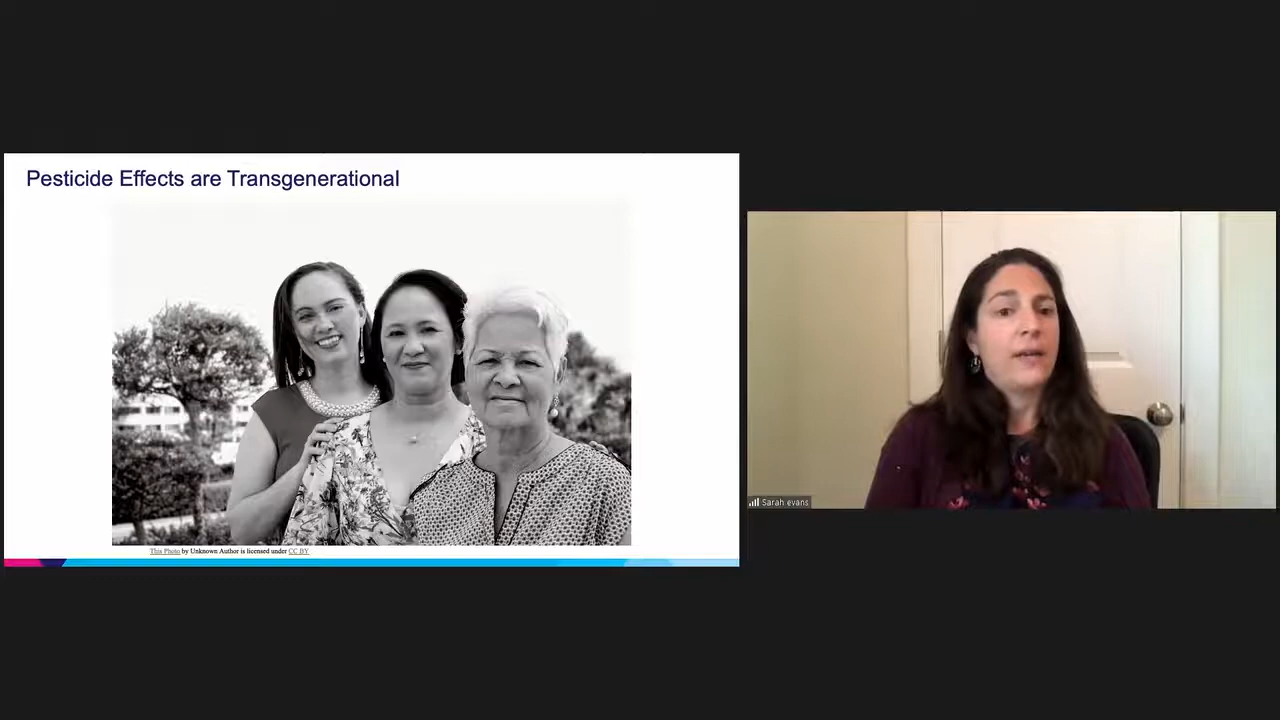 Pesticide Effects are Transgenerational
This Photo by Unknown Author is licensed under CC BY
Sarah evans